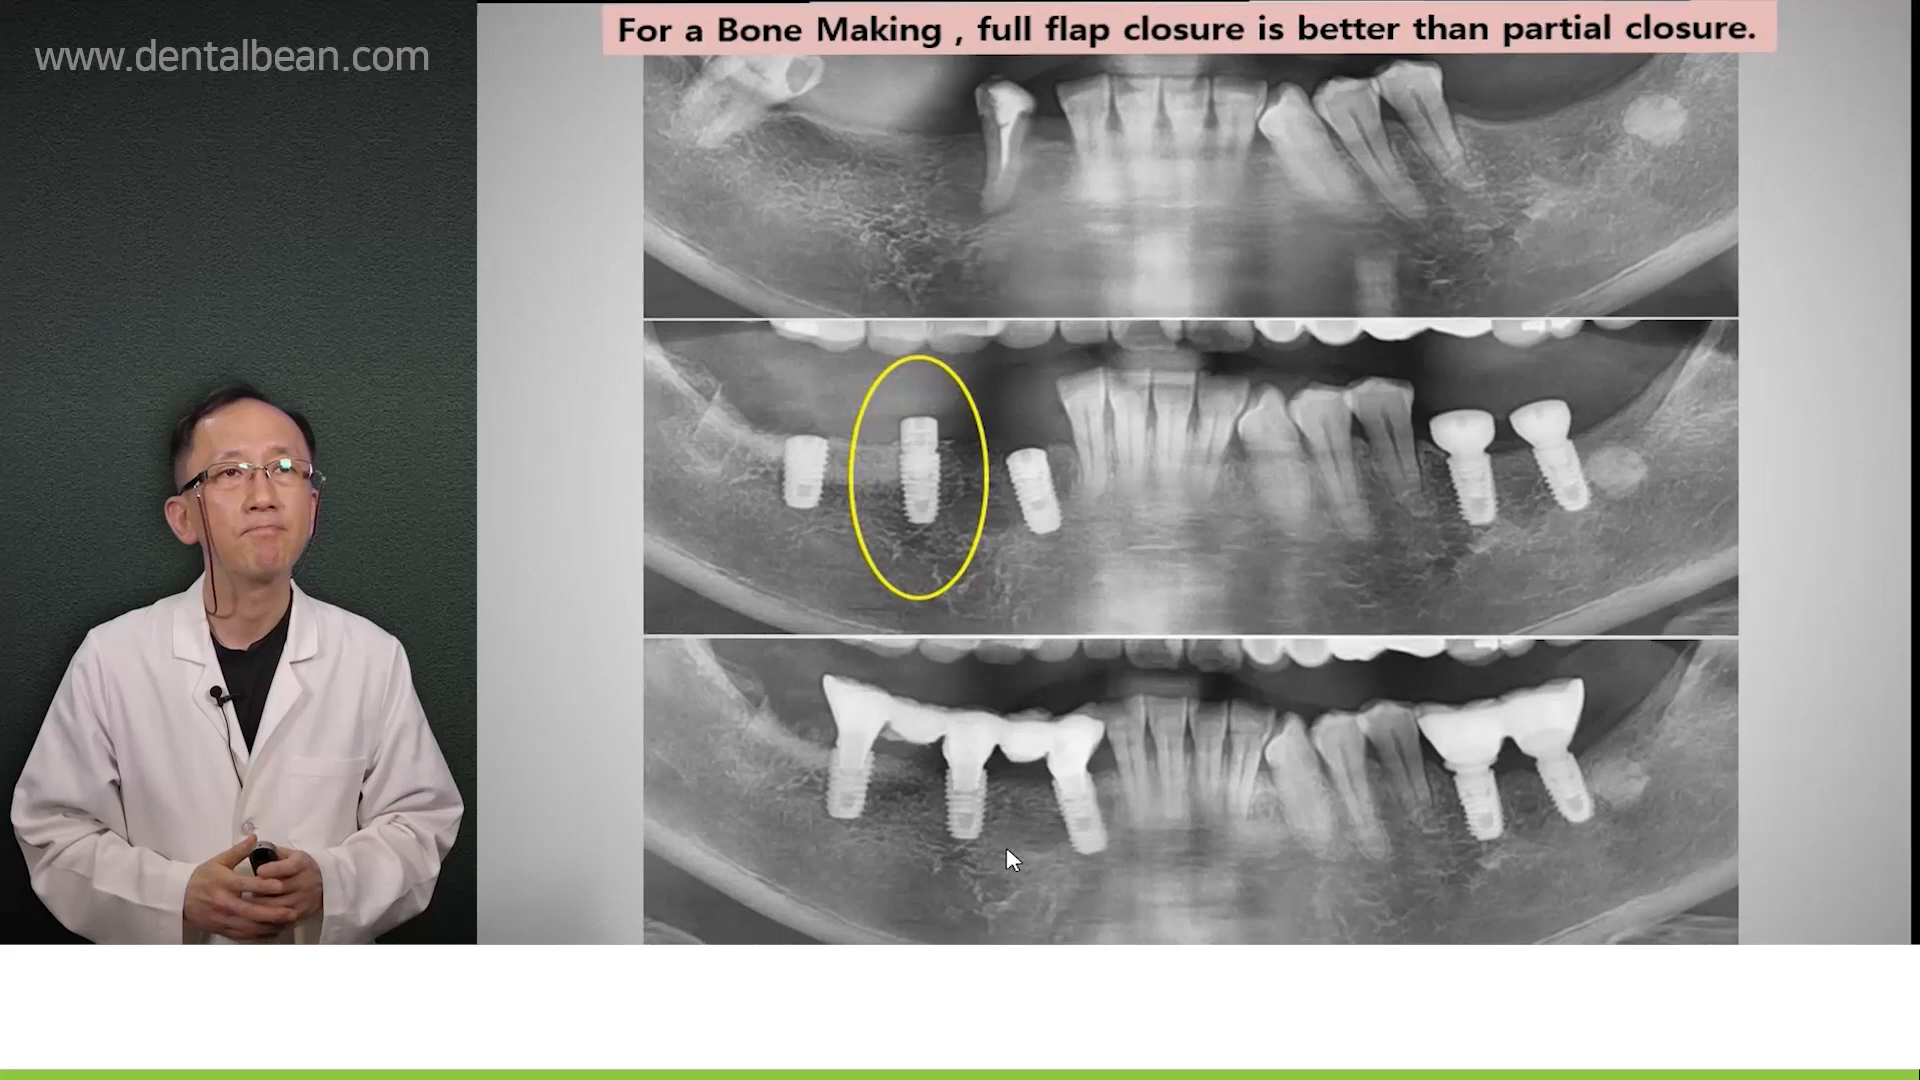 www.dentalbean.com
For a Bone Making , full flap closure is better than partial closure.